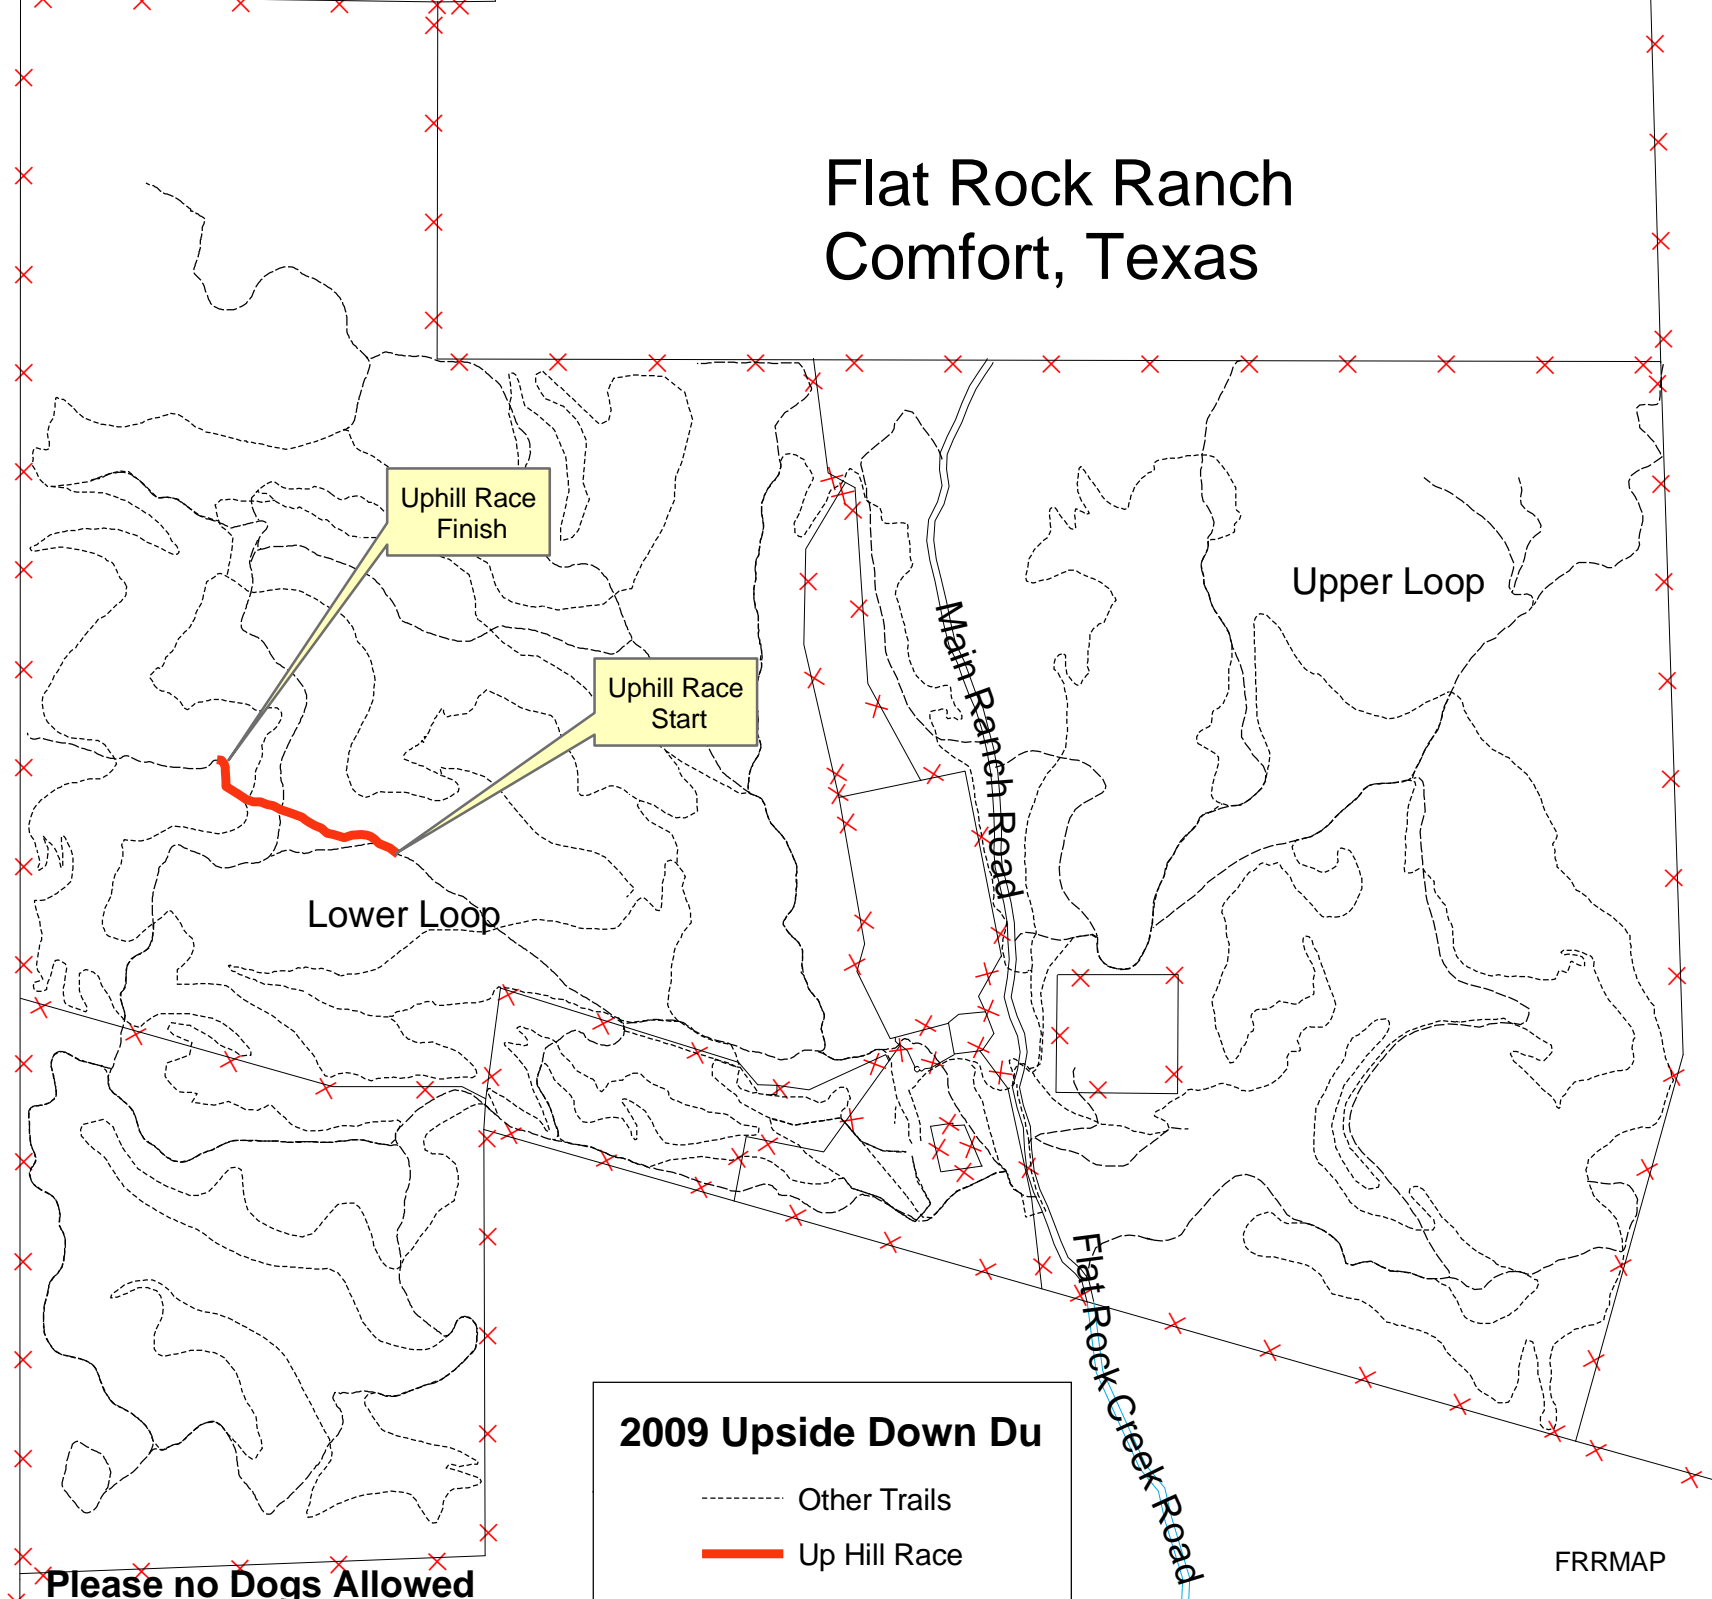 Flat Rock Ranch
Comfort, Texas
Uphill Race
Finish
Upper Loop
Uphill Race
Start
Main Ranch Road
Lower Loop
Flat Rock Creek Road
2009 Upside Down Du
Other Trails
Up Hill Race
FRRMAP
Please no Dogs Allowed